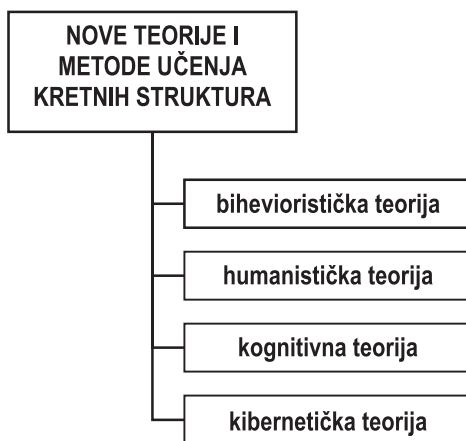 NOVE TEORIJE I
METODE UČENJA
KRETNIH STRUKTURA
bihevioristička teorija
humanistička teorija
kognitivna teorija
kibernetička teorija